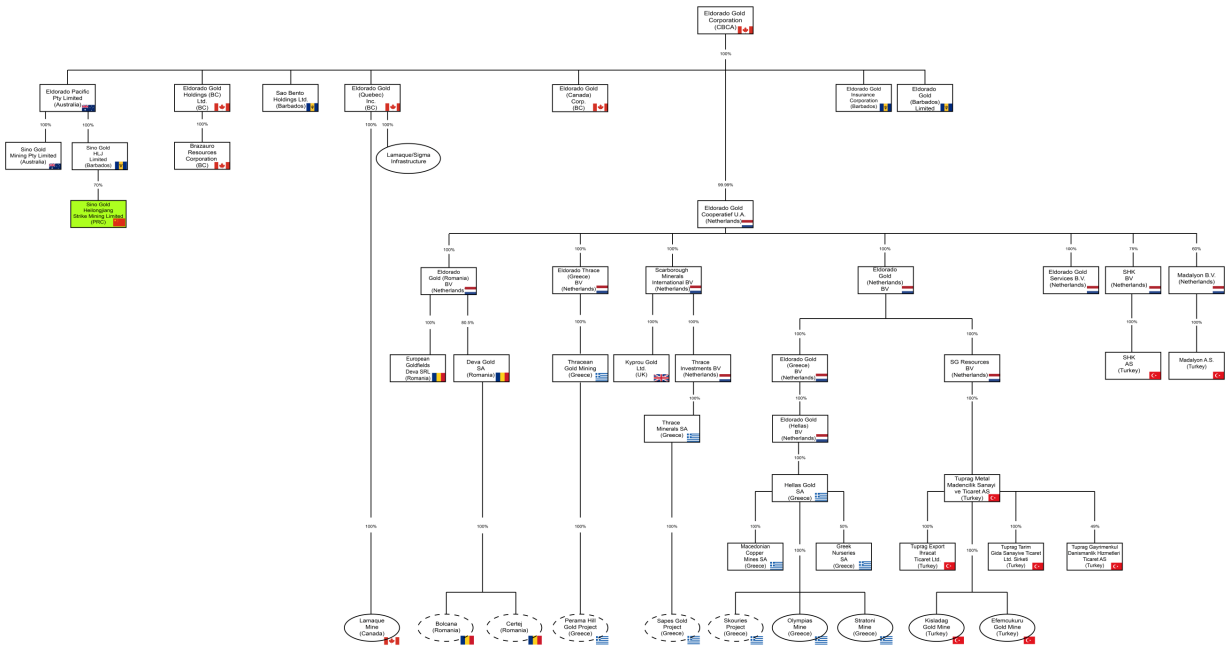 Eldorado Gold
Corporation
(CBCA)
100%
Eldorado Pacific
Pty Limited
(Australia)
Eldorado Gold
Holdings (BC)
Ltd.
(BC)
Sao Bento
Holdings Ltd
(Barbados)
Eldorado Gold
(Quebec)
Inc.
(BC)
Eldorado Gold
(Canada)
Corp.
(BC)
Eldorado Gold
Insurance
Corporation
(Barbados)
Eldorado
Gold
(Barbados)
Limited
100%
100%
100%
100%
100%
Sino Gold
Mining Pty Limited
(Australia)
Sino Gold
HLJ
Limited
(Barbados)
Brazauro
Resources
Corporation
(BC)
Lamaque/Sigma
Infrastructure
70%
99.99%
Sino Gold
Heilongjiang
Strike Mining Limited
(PRC)
Eldorado Gold
Cooperatief U.A.
(Netherlands)
100%
100%
100%
100%
100%
75%
60%
Eldorado
Gold (Romania)
BV
(Netherlands
Eldorado Thrace
(Greece)
BV
(Netherlands)
Scarborough
Minerals
International BV
(Netherlands)
Eldorado
Gold
(Netherlands)
BV
Eldorado Gold
Services B.V.
(Netherlands)
SHK
BV
(Netherlands)
Madalyon B.V.
(Netherlands)
100%
80.5%
100%
100%
100%
100%
100%
European
Goldfields
Deva SRL
(Romania)
Deva Gold
SA
(Romania)
Thracean
Gold Mining
(Greece)
Kyprou Gold
Ltd.
(UK)
Thrace
Investments BV
(Netherlands)
Eldorado Gold
(Greece)
BV
(Netherlands)
SG Resources
BV
(Netherlands)
SHK
AS
(Turkey)
Madalyon A.S.
(Turkey)
100%
100%
Thrace
Minerals SA
(Greece)
Eldorado Gold
(Hellas)
BV
(Netherlands)
100%
100%
Hellas Gold
SA
(Greece)
Tuprag Metal
Madencilik Sanayi
ve Ticaret AS
(Turkey)
100%
100%
100%
100%
100%
100%
50%
100%
100%
100%
49%
Macedonian
Copper
Mines SA
(Greece)
Greek
Nurseries
SA
(Greece)
Tuprag Export
Ihracat
Ticaret Ltd.
(Turkey)
Tuprag Tarim
Gida Sanayive Ticaret
Ltd. Sirketi
(Turkey)
Tuprag Gayrimenkul
Danismanlik Hizmetleri
Ticaret AS
(Turkey)
Lamaque
Mine
(Canada)
Bolcana
(Romania)
Certej
(Romania)
Perama Hill
Gold Project
(Greece)
Sapes Gold
Project
(Greece)
Skouries
Project
(Greece)
Olympias
Mine
(Greece)
Stratoni
Mine
(Greece)
Kisladag
Gold Mine
(Turkey)
Efemcukuru
Gold Mine
(Turkey)